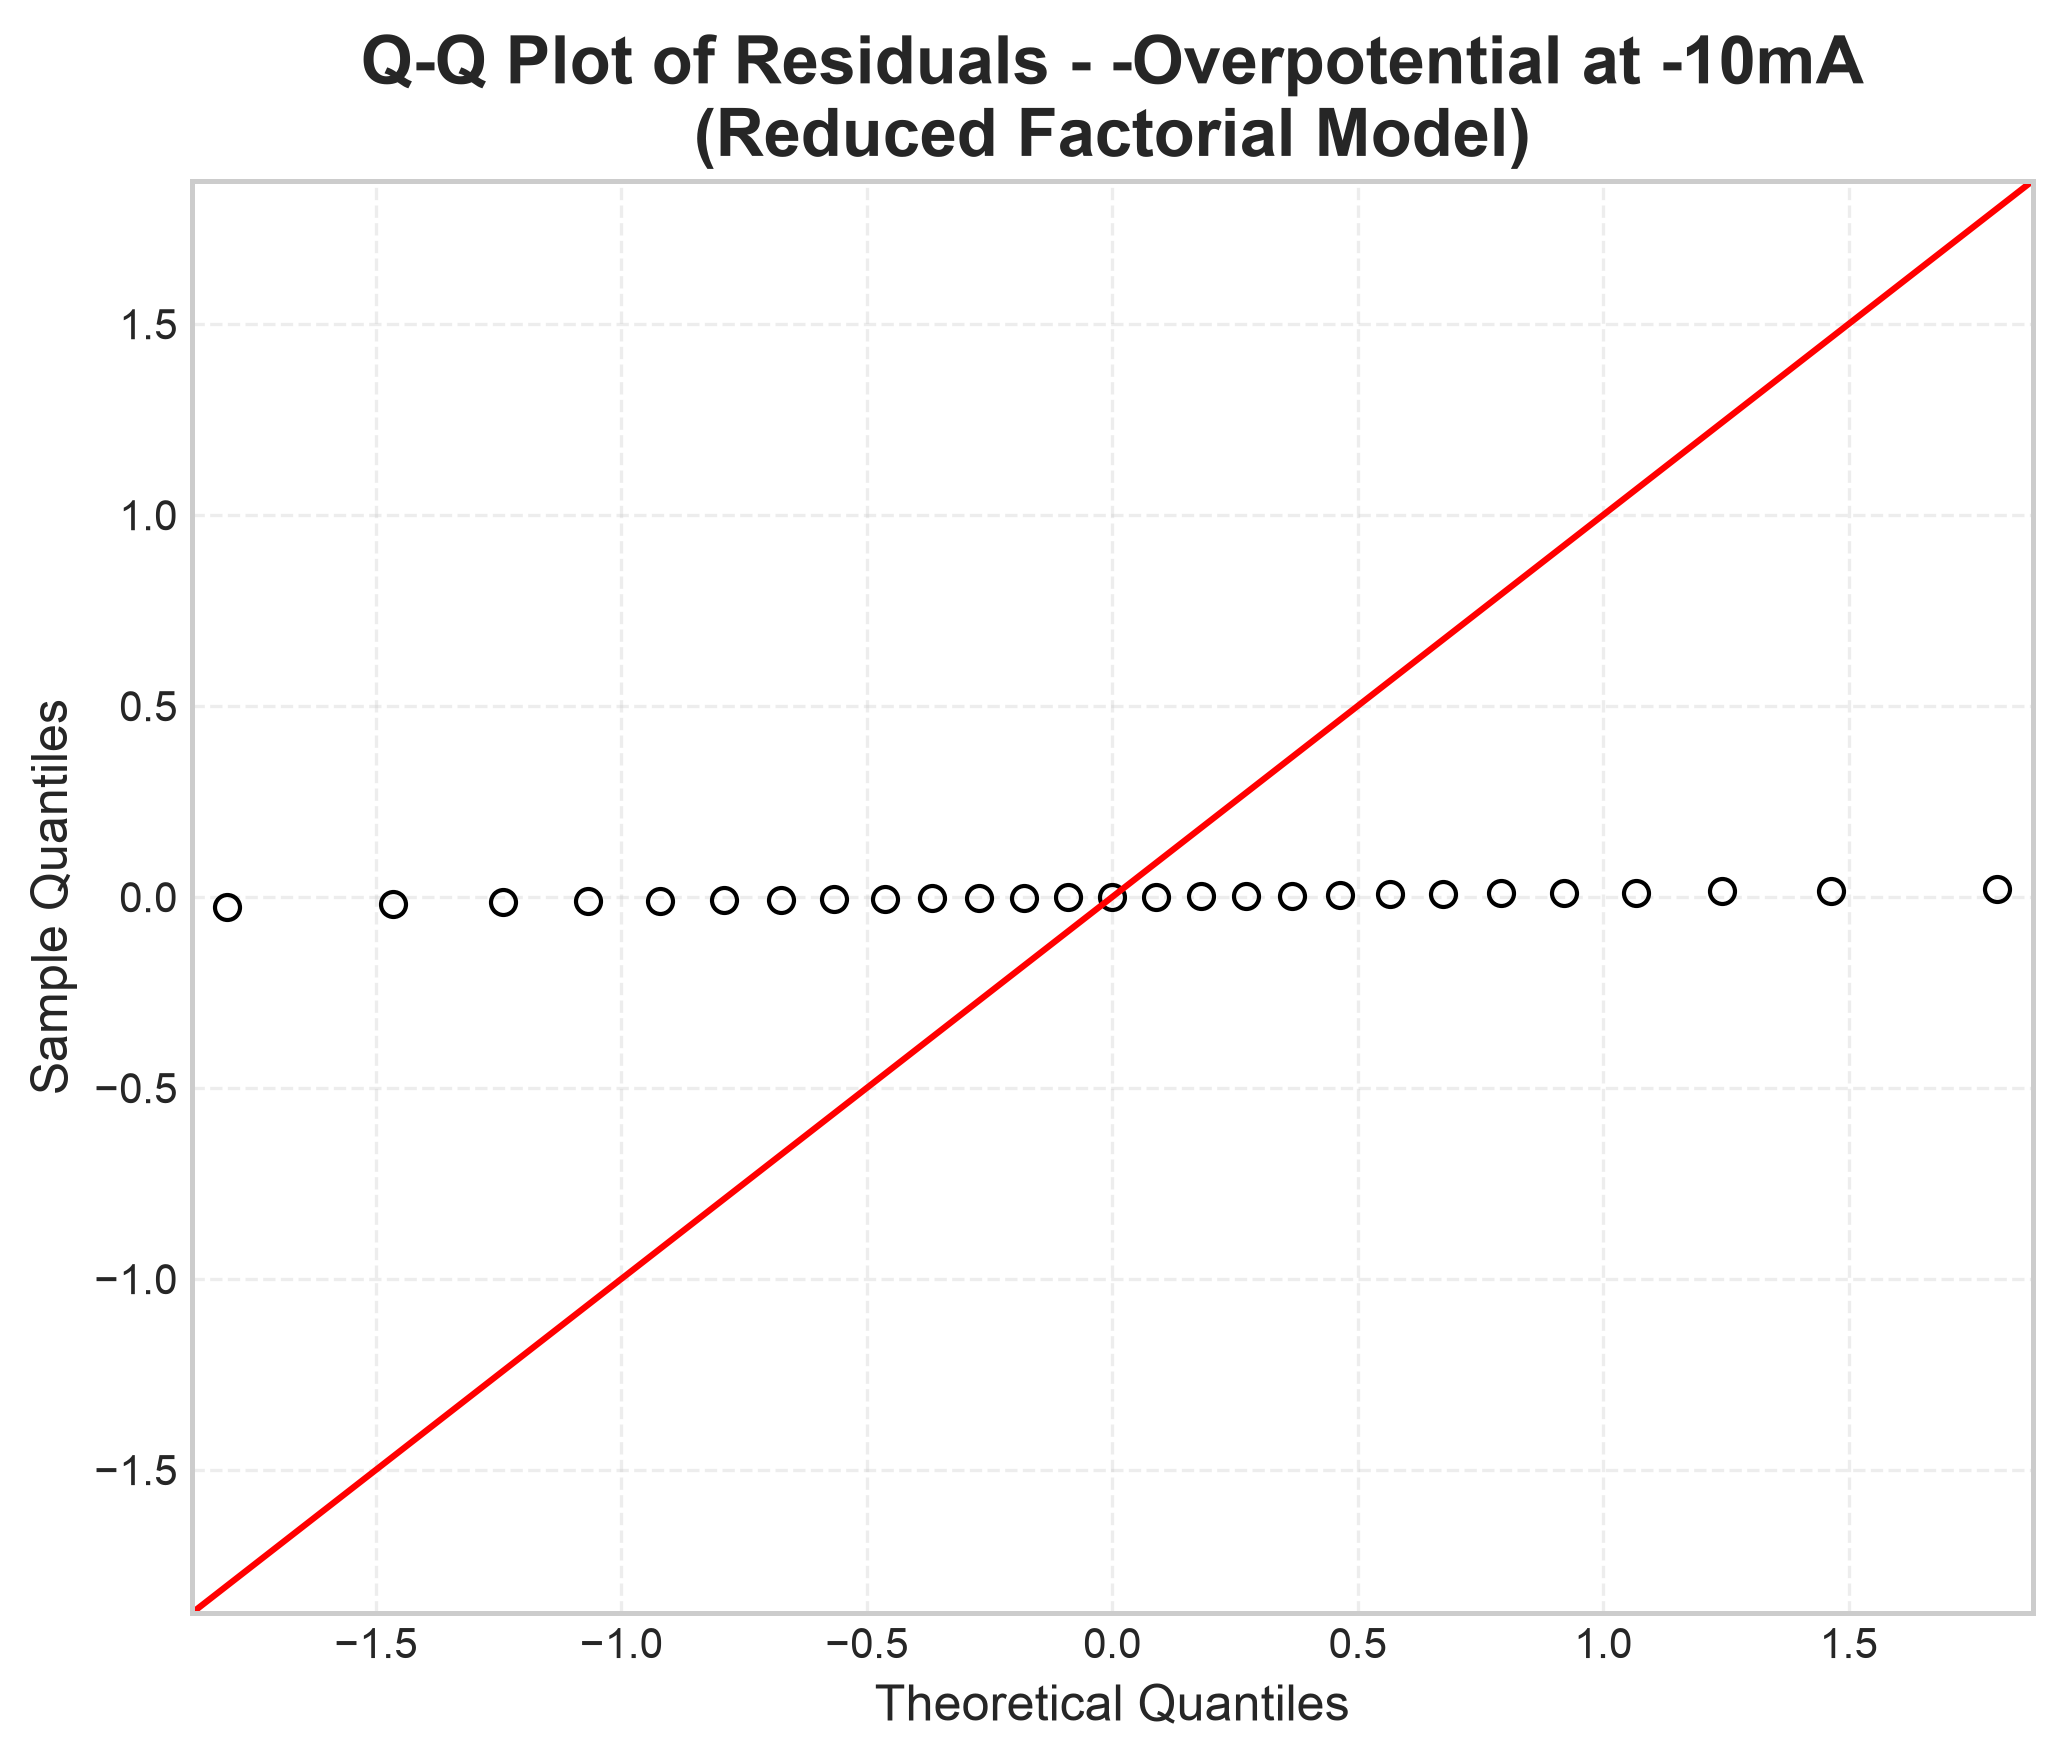 Q-Q Plot of Residuals - -Overpotential at -10mA
(Reduced Factorial Model)
1.5
1.0
0.5
0.0
−0.5
−1.0
−1.5
Sample Quantiles
−1.5 −1.0 −0.5 0.0 0.5 1.0 1.5
Theoretical Quantiles